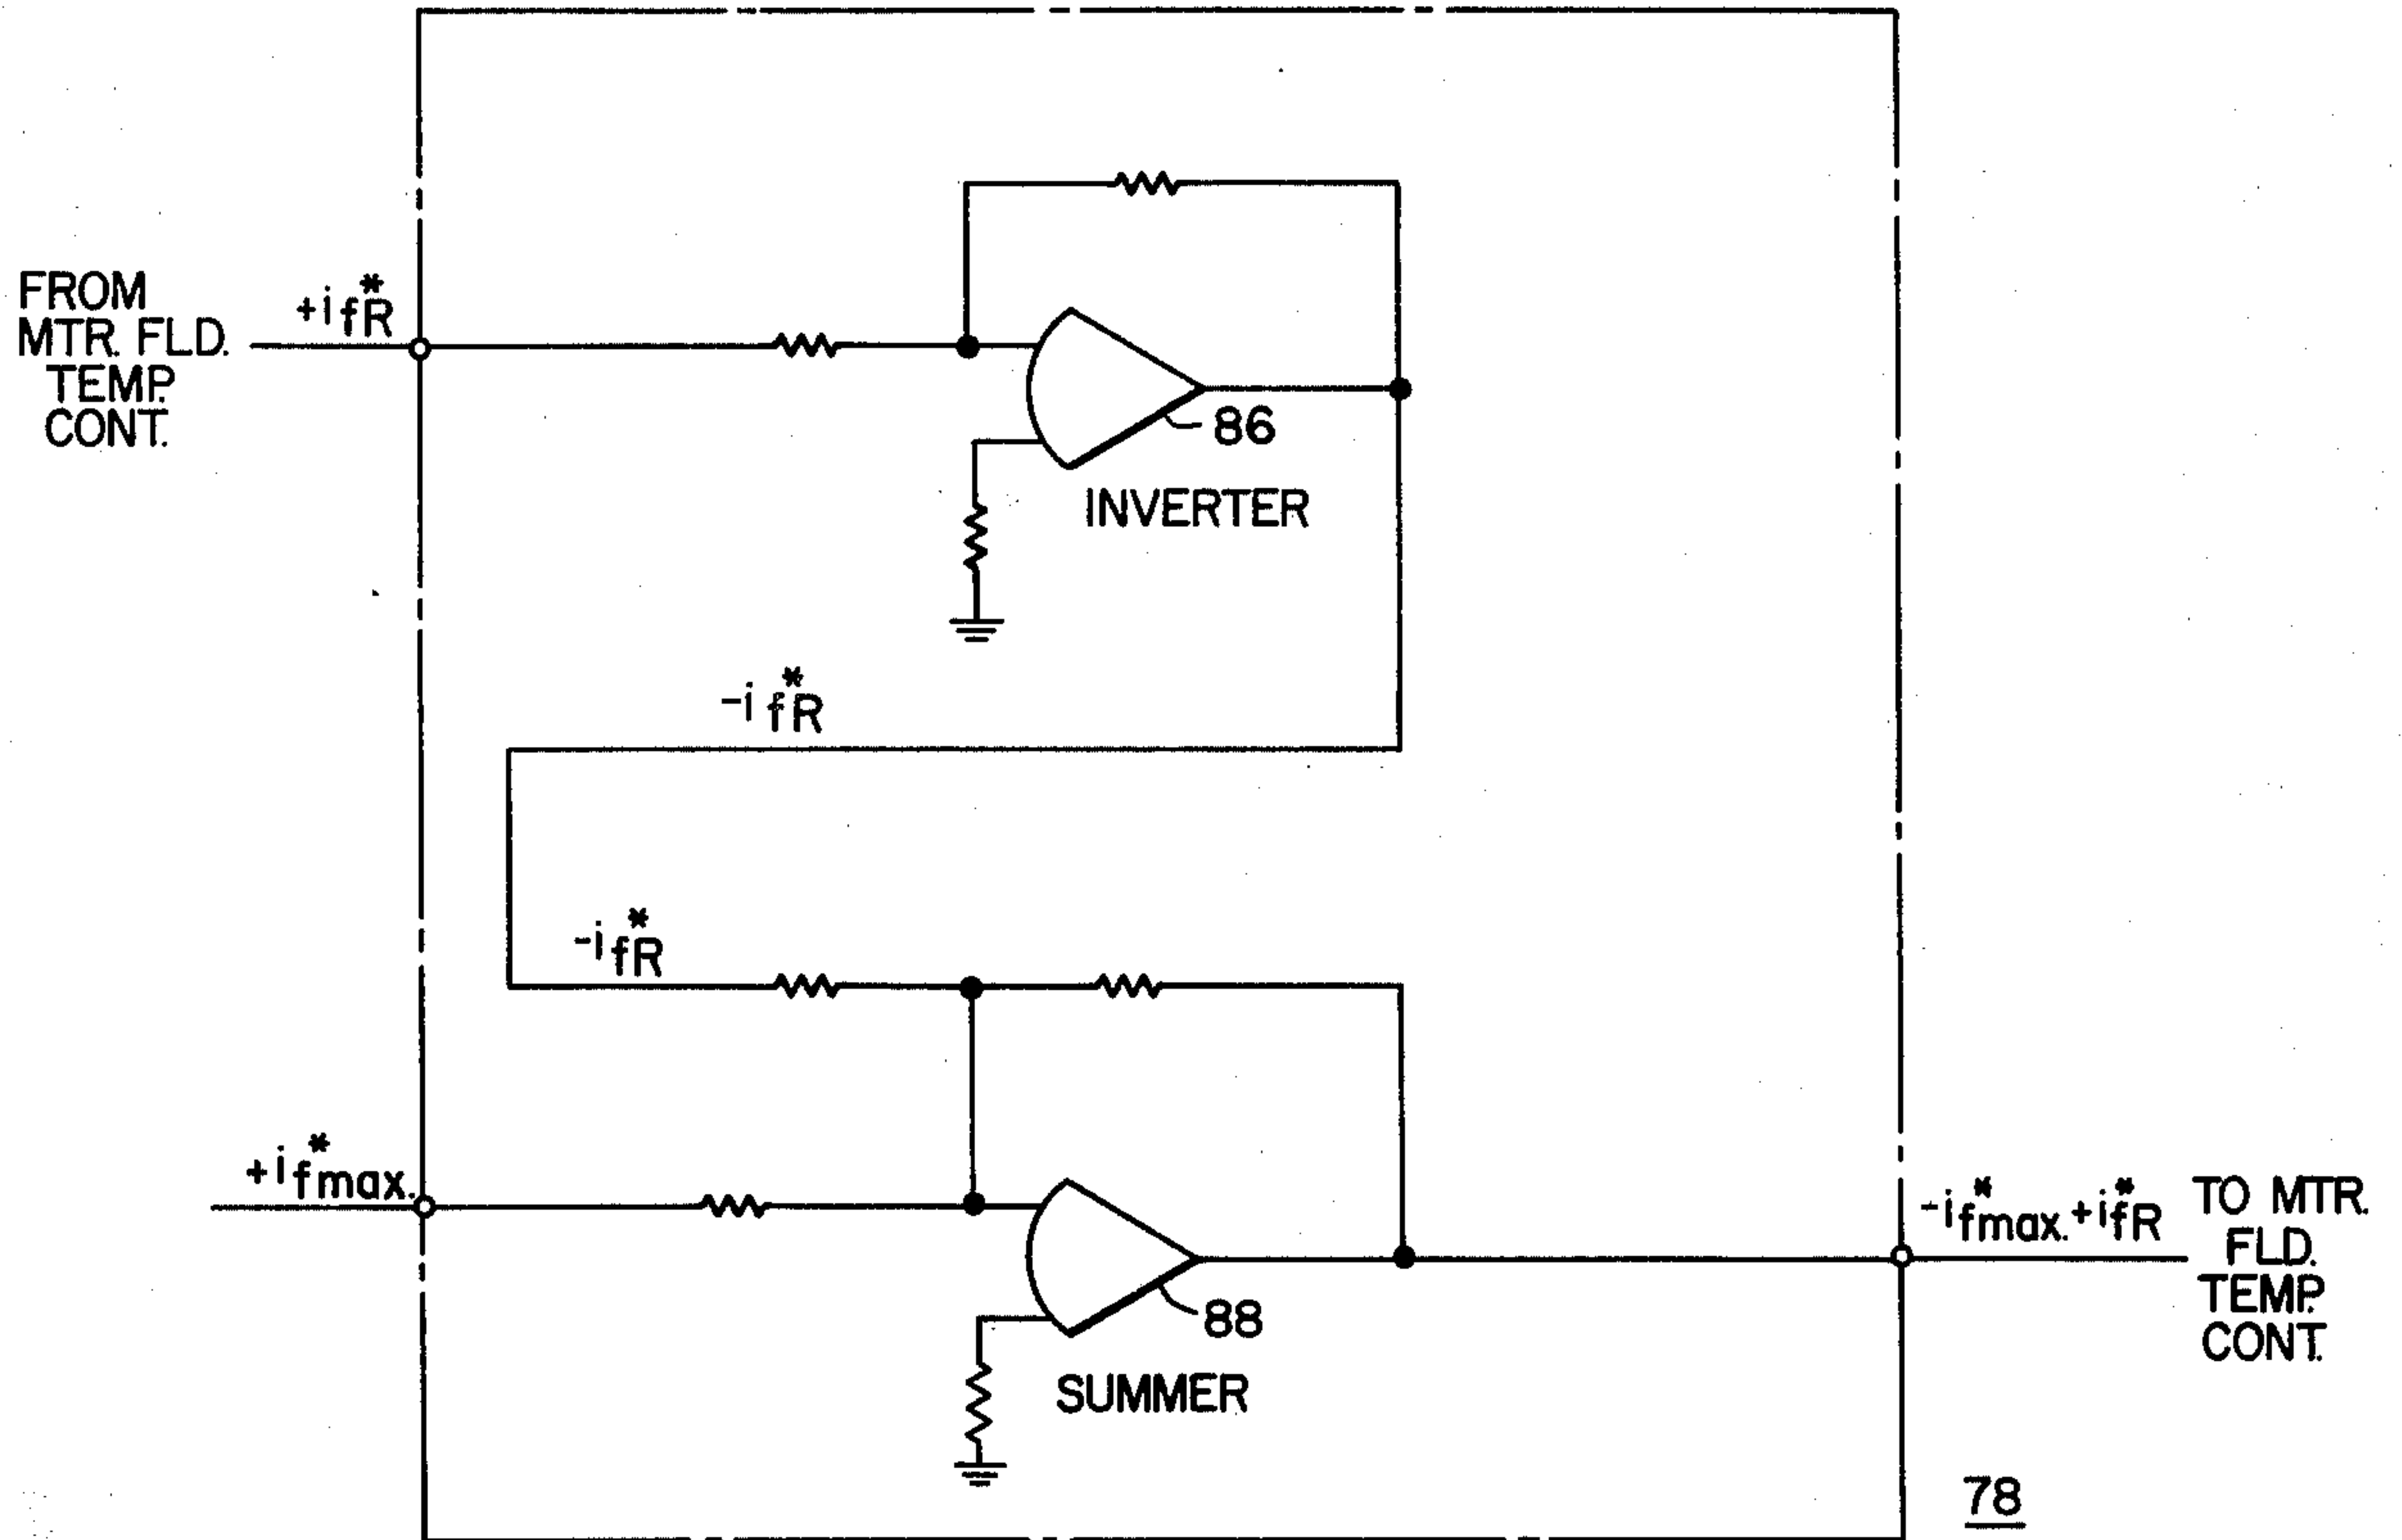 FROM
MTR. FLD.
TEMP.
CONT.
+i*fR
86
INVERTER
-i*fR
-i*fR
+i*fmax.
-i*fmax.+i*fR
TO MTR.
FLD.
TEMP.
CONT.
88
SUMMER
78